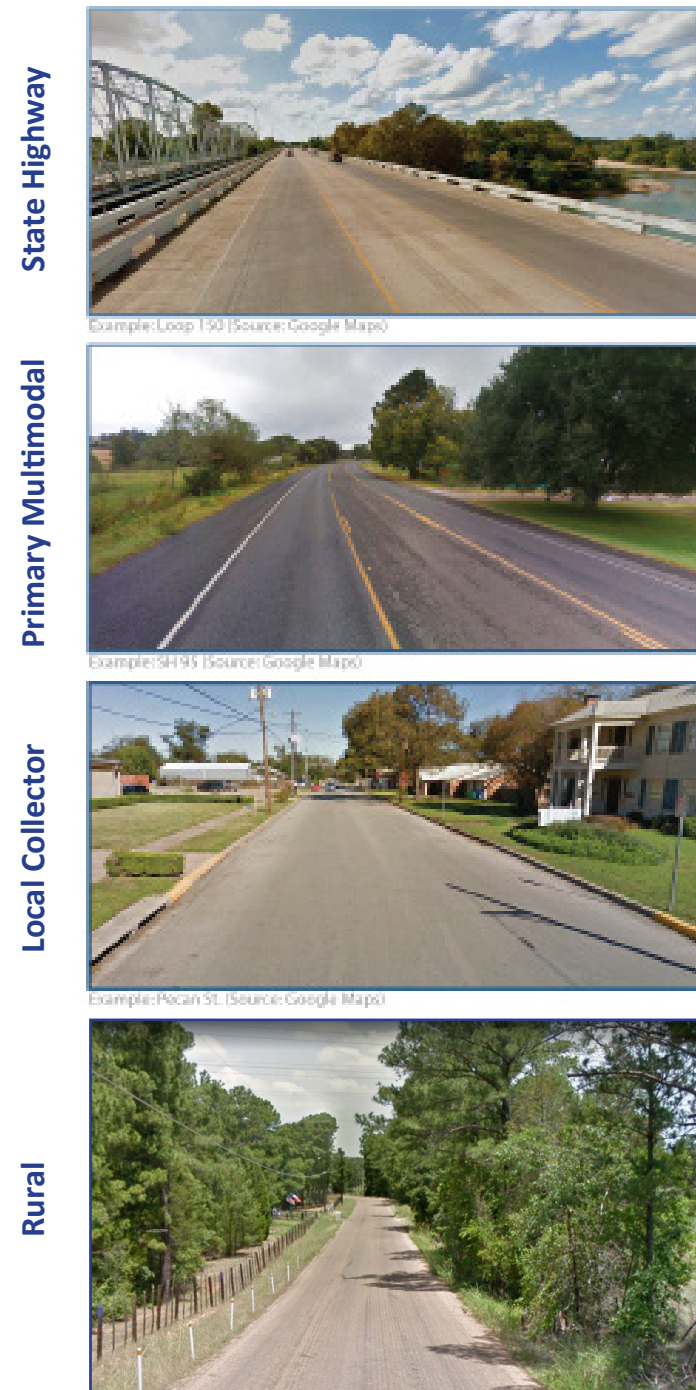 State Highway
Example: Loop 150 (Source: Google Maps)
Primary Multimodal
Example: SH 95 (Source: Google Maps)
Local Collector
Example: Pecan St. (Source: Google Maps)
Rural